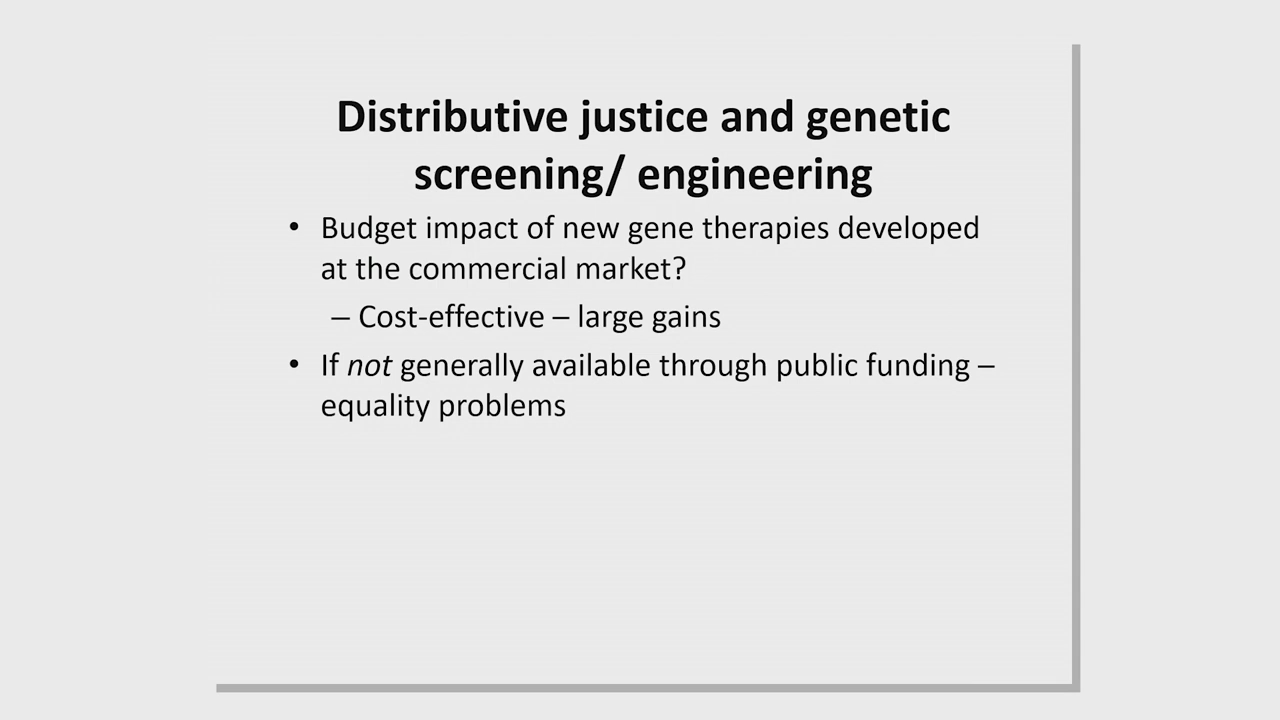 Distributive justice and genetic
screening/ engineering
• Budget impact of new gene therapies developed
at the commercial market?
– Cost-effective – large gains
• If not generally available through public funding –
equality problems